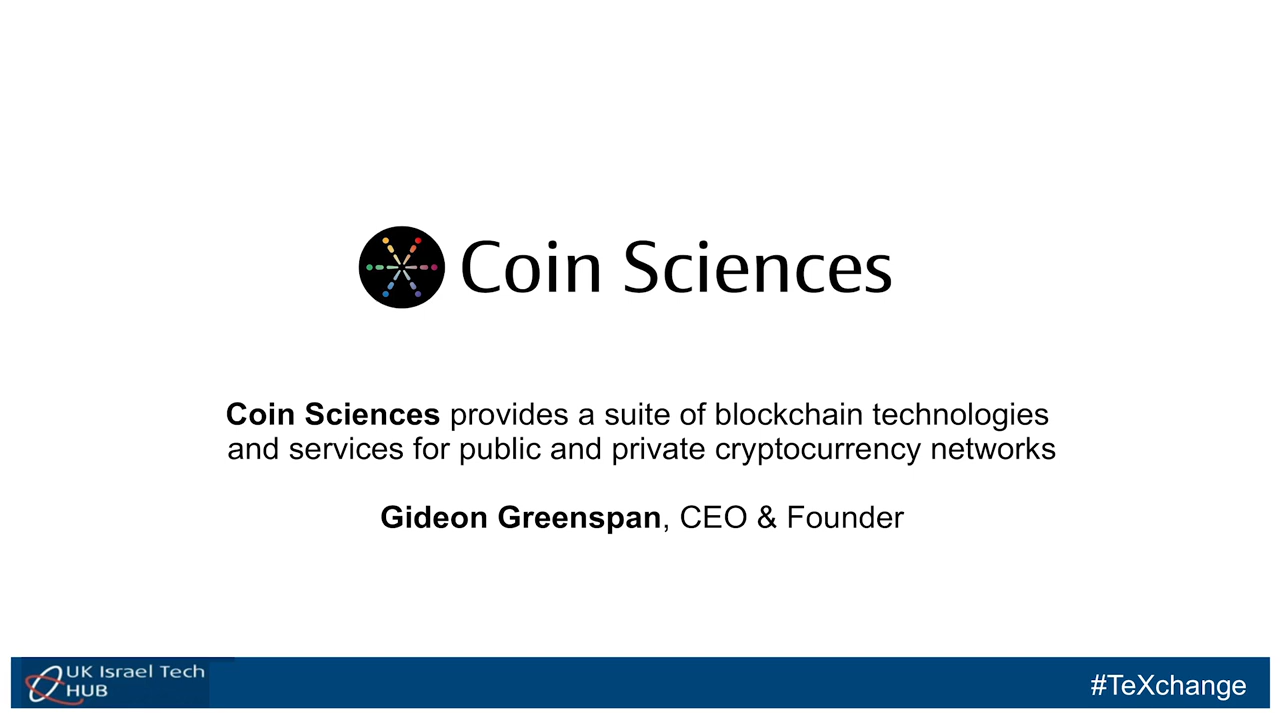 Coin Sciences
Coin Sciences provides a suite of blockchain technologies
and services for public and private cryptocurrency networks
Gideon Greenspan, CEO & Founder
UK Israel Tech
HUB
#TeXchange